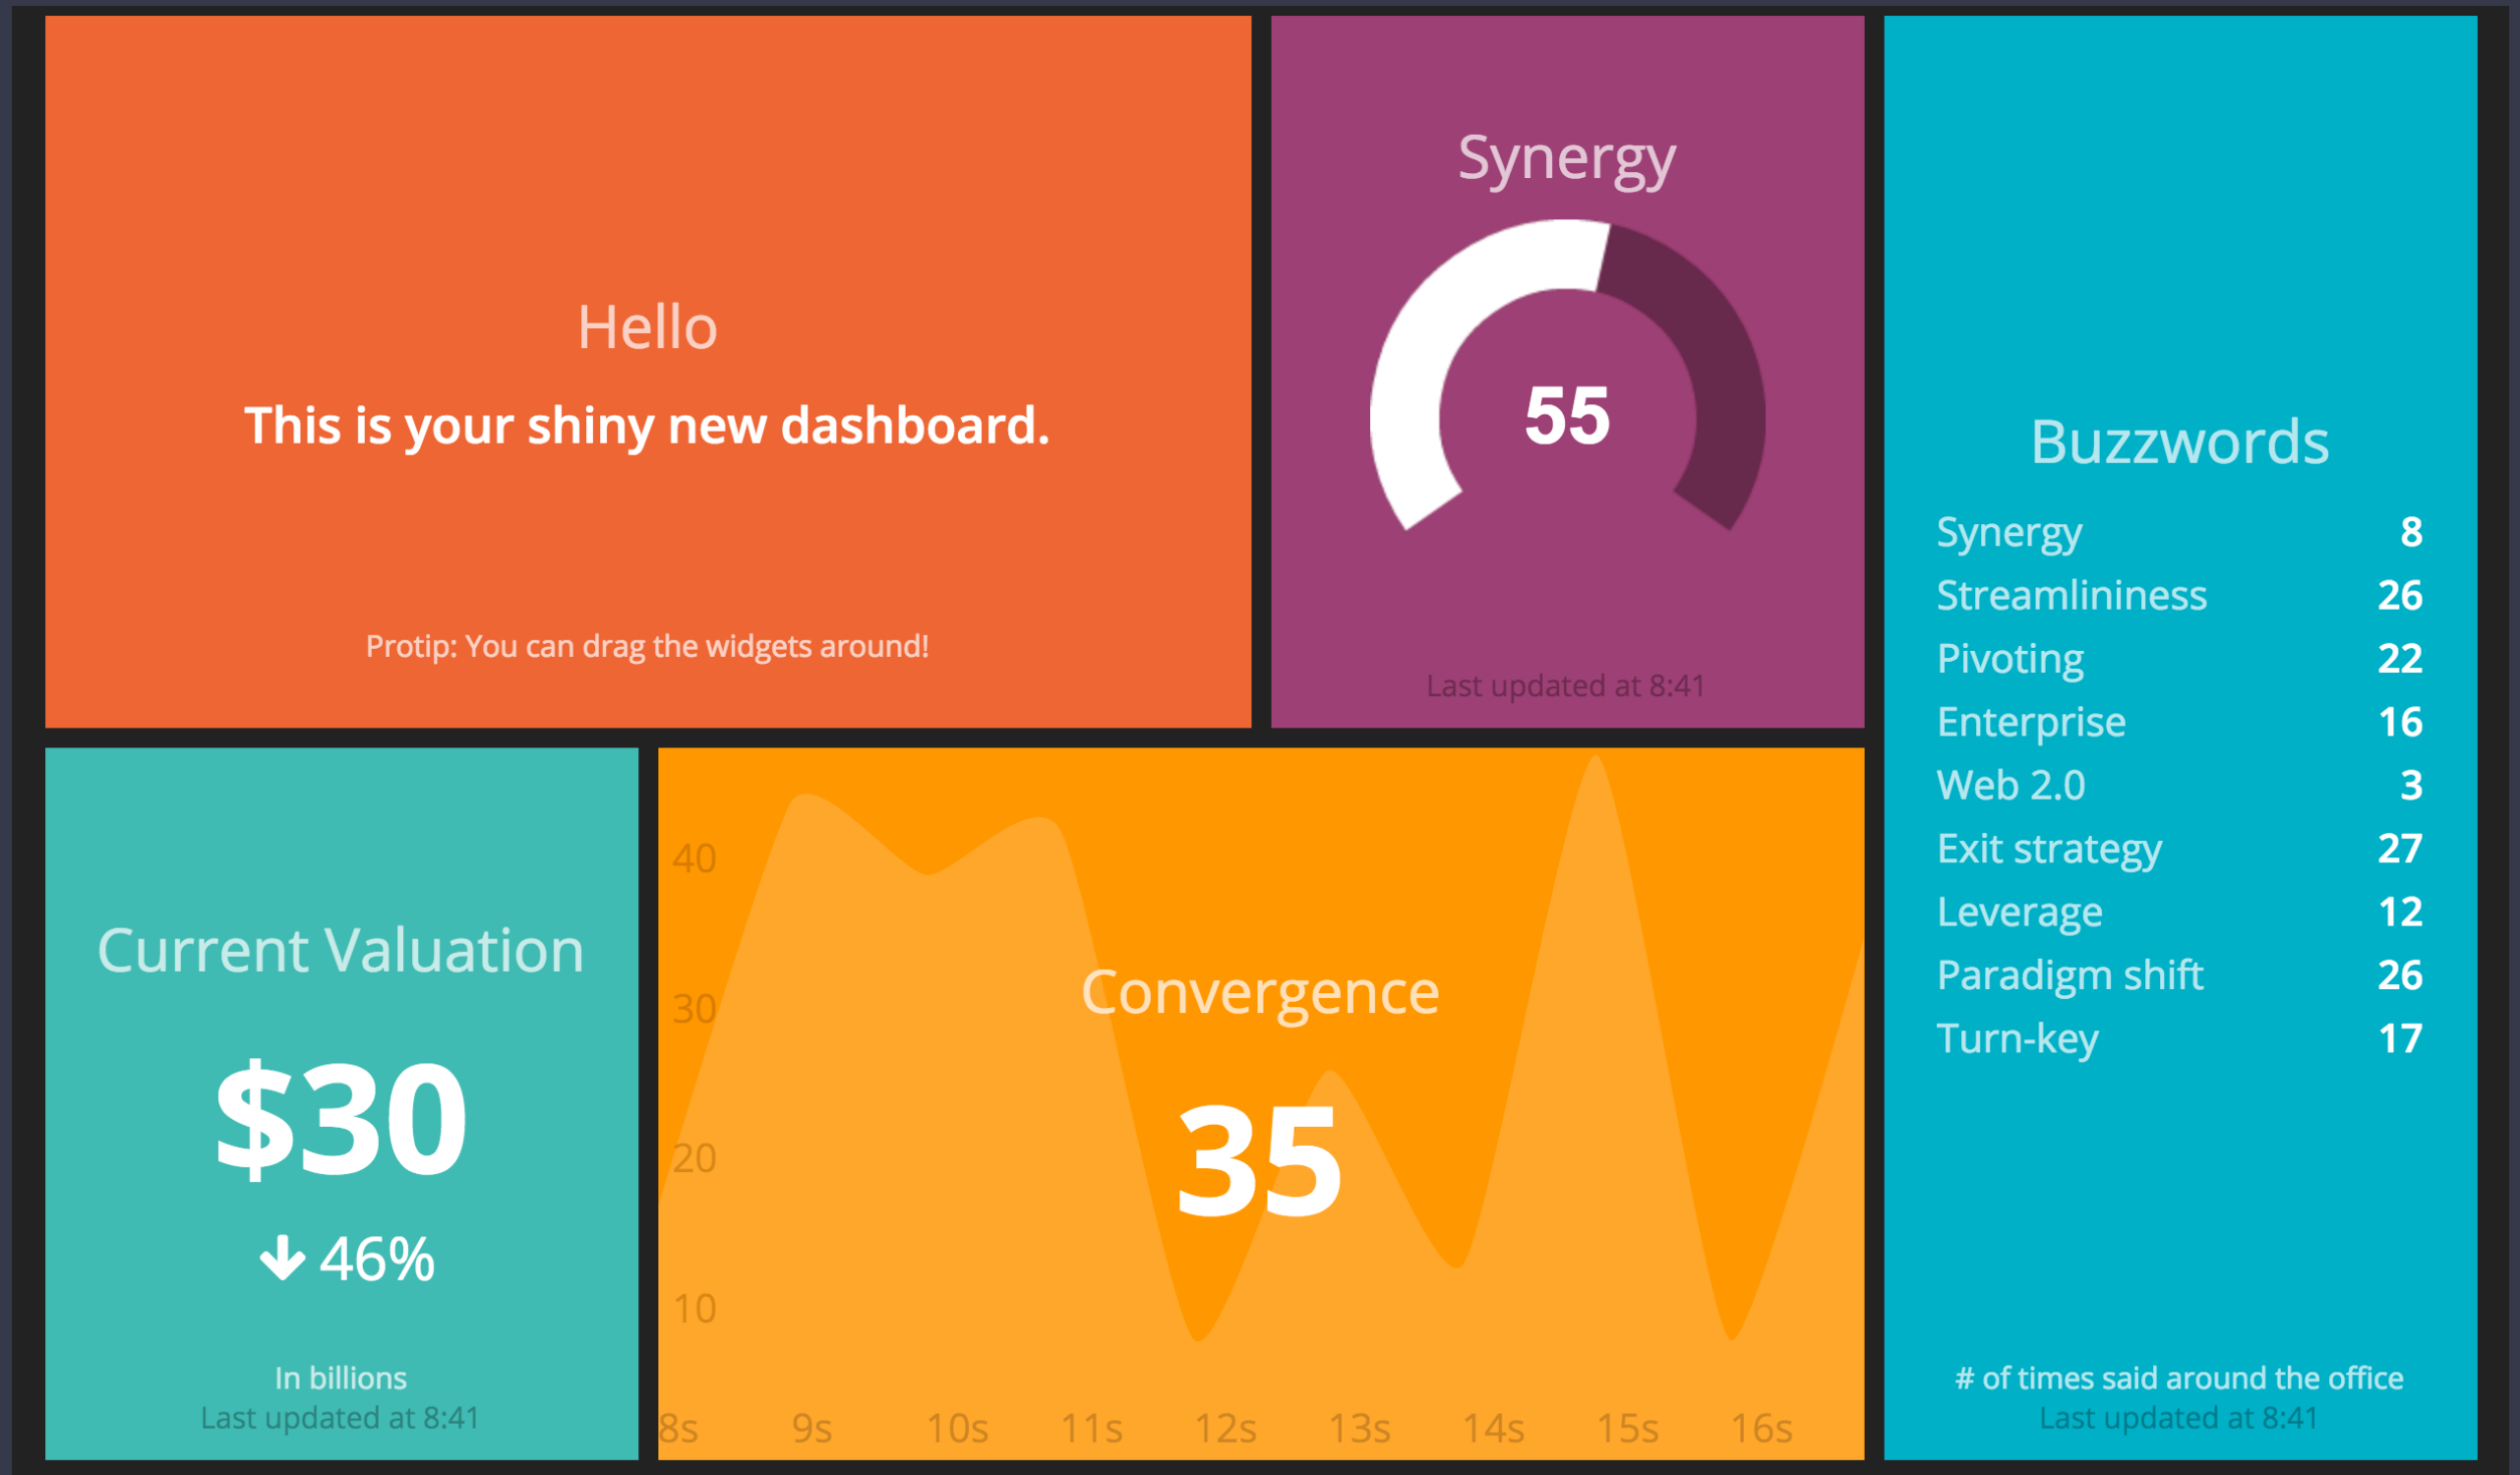 Hello
This is your shiny new dashboard.
Protip: You can drag the widgets around!
Synergy
55
Last updated at 8:41
Buzzwords
Synergy 8
Streamlininess 26
Pivoting 22
Enterprise 16
Web 2.0 3
Exit strategy 27
Leverage 12
Paradigm shift 26
Turn-key 17
# of times said around the office
Last updated at 8:41
Current Valuation
$30
46%
In billions
Last updated at 8:41
Convergence
35
40
30
20
10
8s 9s 10s 11s 12s 13s 14s 15s 16s